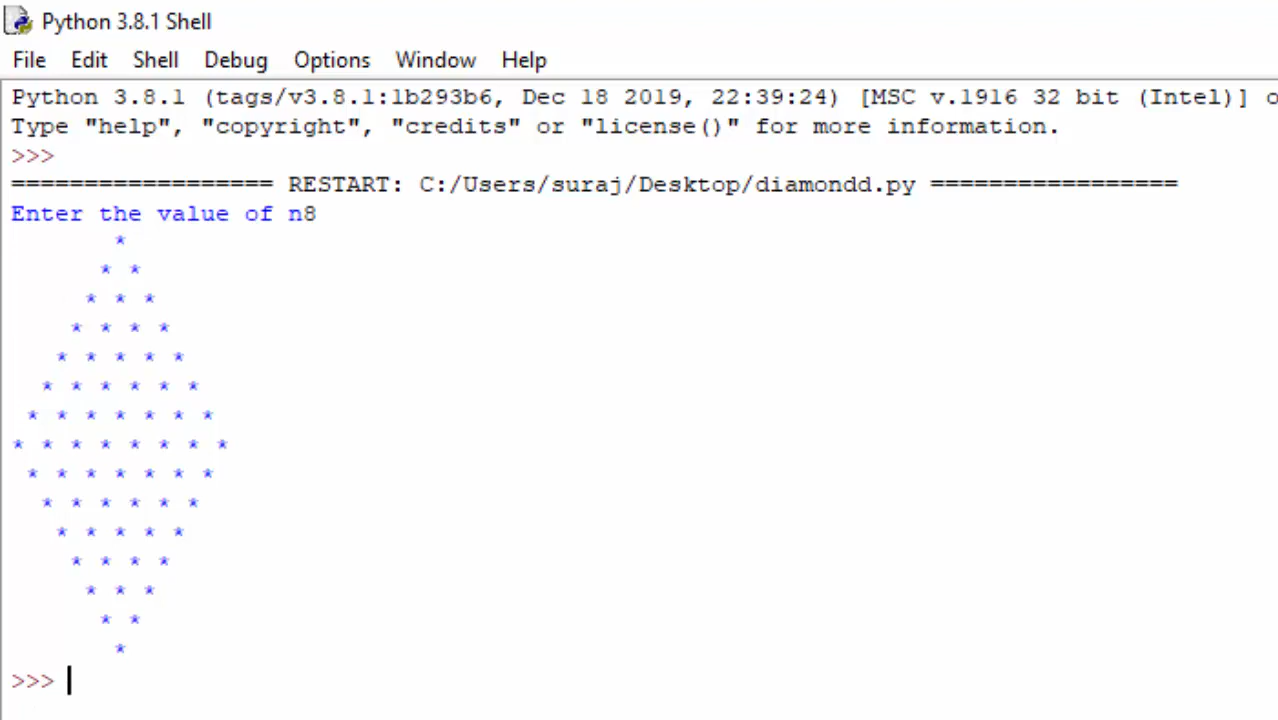 Python 3.8.1 Shell
File Edit Shell Debug Options Window Help
Python 3.8.1 (tags/v3.8.1:1b293b6, Dec 18 2019, 22:39:24) [MSC v.1916 32 bit (Intel)] o
Type "help", "copyright", "credits" or "license()" for more information.
>>>
================== RESTART: C:/Users/suraj/Desktop/diamondd.py =================
Enter the value of n8
       *
      * *
     * * *
    * * * *
   * * * * *
  * * * * * *
 * * * * * * *
* * * * * * * *
 * * * * * * *
  * * * * * *
   * * * * *
    * * * *
     * * *
      * *
       *
>>>